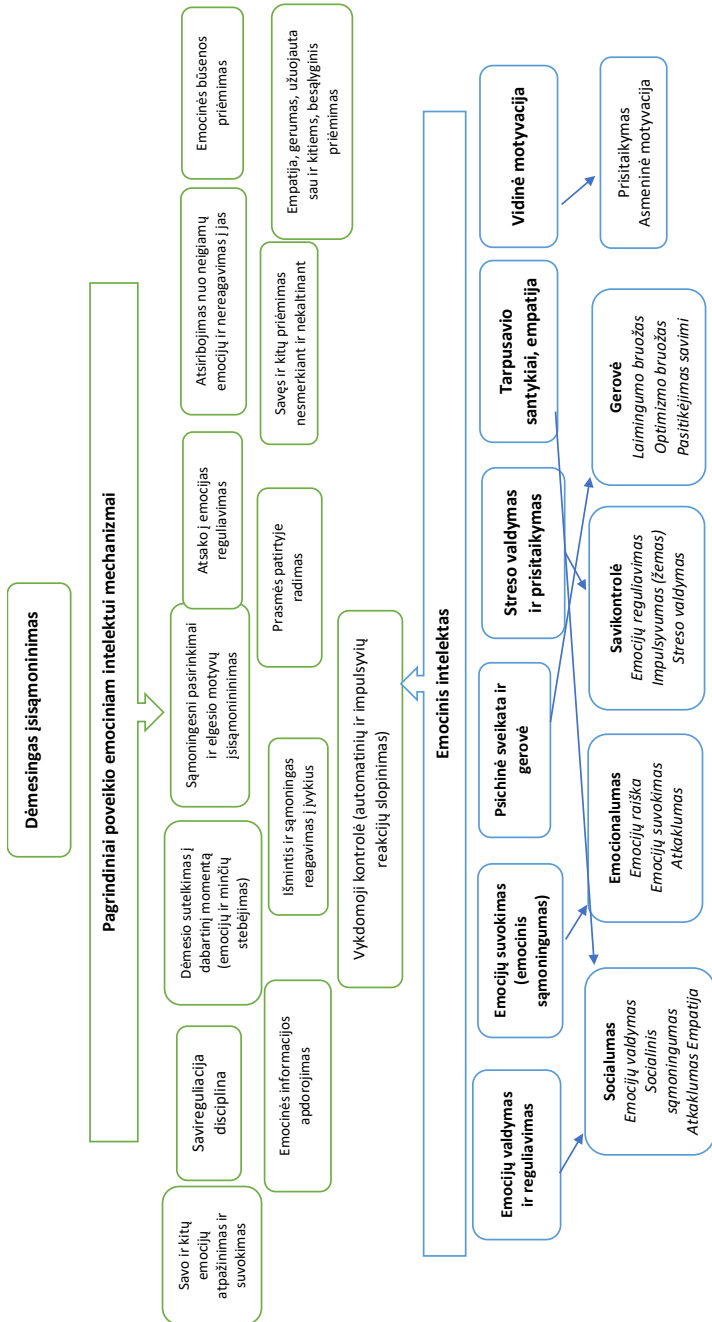 Dėmesingas įsisąmoninimas
Pagrindiniai poveikio emociniam intelektui mechanizmai
Savo ir kitų
emocijų
atpažinimas ir
suvokimas
Savireguliacija
disciplina
Dėmesio sutelkimas į
dabartinį momentą
(emocijų ir minčių
stebėjimas)
Sąmoningesni pasirinkimai
ir elgesio motyvų
įsisąmonininimas
Atsako į emocijas
reguliavimas
Atsiribojimas nuo neigiamų
emocijų ir nereagavimas į jas
Emocinės būsenos
priėmimas
Emocinės informacijos
apdorojimas
Išmintis ir sąmoningas
reagavimas į įvykius
Prasmės patirtyje
radimas
Savęs ir kitų priėmimas
nesmerkiant ir nekaltinant
Empatija, gerumas, užuojauta
sau ir kitiems, besąlyginis
priėmimas
Vykdomoji kontrolė (automatinių ir impulsyvių
reakcijų slopinimas)
Emocinis intelektas
Emocijų valdymas
ir reguliavimas
Emocijų suvokimas
(emocinis
sąmoningumas)
Psichinė sveikata ir
gerovė
Streso valdymas
ir prisitaikymas
Tarpusavio
santykiai, empatija
Vidinė motyvacija
Socialumas
Emocijų valdymas
Socialinis
sąmoningumas
Atkaklumas Empatija
Emocionalumas
Emocijų raiška
Emocijų suvokimas
Atkaklumas
Savikontrolė
Emocijų reguliavimas
Impulsyvumas (žemas)
Streso valdymas
Gerovė
Laimingumo bruožas
Optimizmo bruožas
Pasitikėjimas savimi
Prisitaikymas
Asmeninė motyvacija